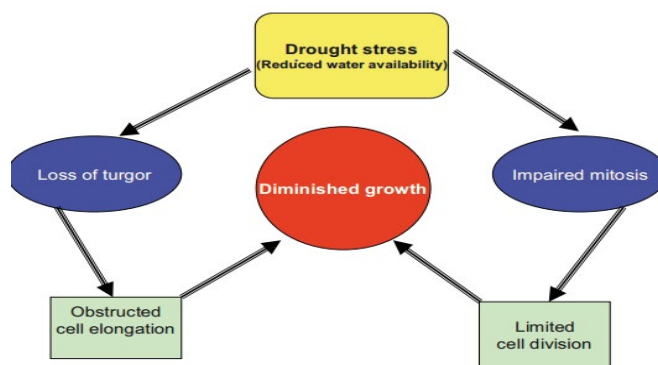 Drought stress
(Reduced water availability)
Loss of turgor
Diminished growth
Impaired mitosis
Obstructed
cell elongation
Limited
cell division